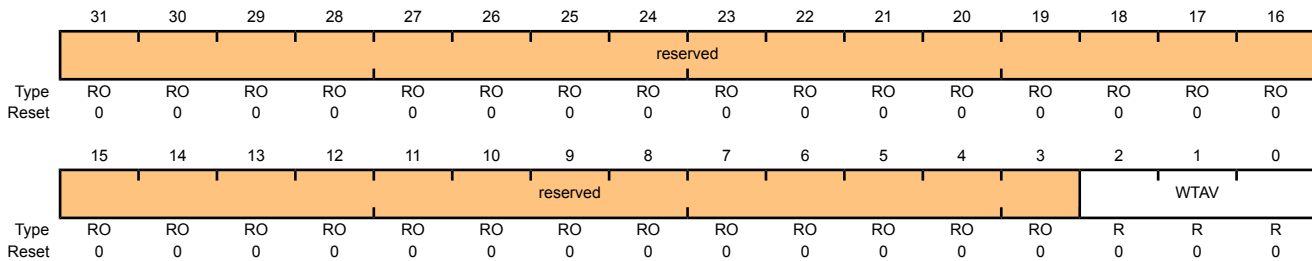 31 30 29 28 27 26 25 24 23 22 21 20 19 18 17 16
reserved
Type RO RO RO RO RO RO RO RO RO RO RO RO RO RO RO RO
Reset 0 0 0 0 0 0 0 0 0 0 0 0 0 0 0 0
15 14 13 12 11 10 9 8 7 6 5 4 3 2 1 0
reserved WTAV
Type RO RO RO RO RO RO RO RO RO RO RO RO RO R R R
Reset 0 0 0 0 0 0 0 0 0 0 0 0 0 0 0 0